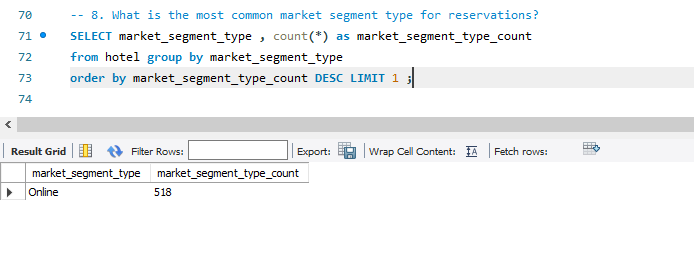 70 -- 8. What is the most common market segment type for reservations?
71 SELECT market_segment_type , count(*) as market_segment_type_count
72 from hotel group by market_segment_type
73 order by market_segment_type_count DESC LIMIT 1 ;
74
Result Grid Filter Rows: Export: Wrap Cell Content: IA Fetch rows:
market_segment_type market_segment_type_count
Online 518